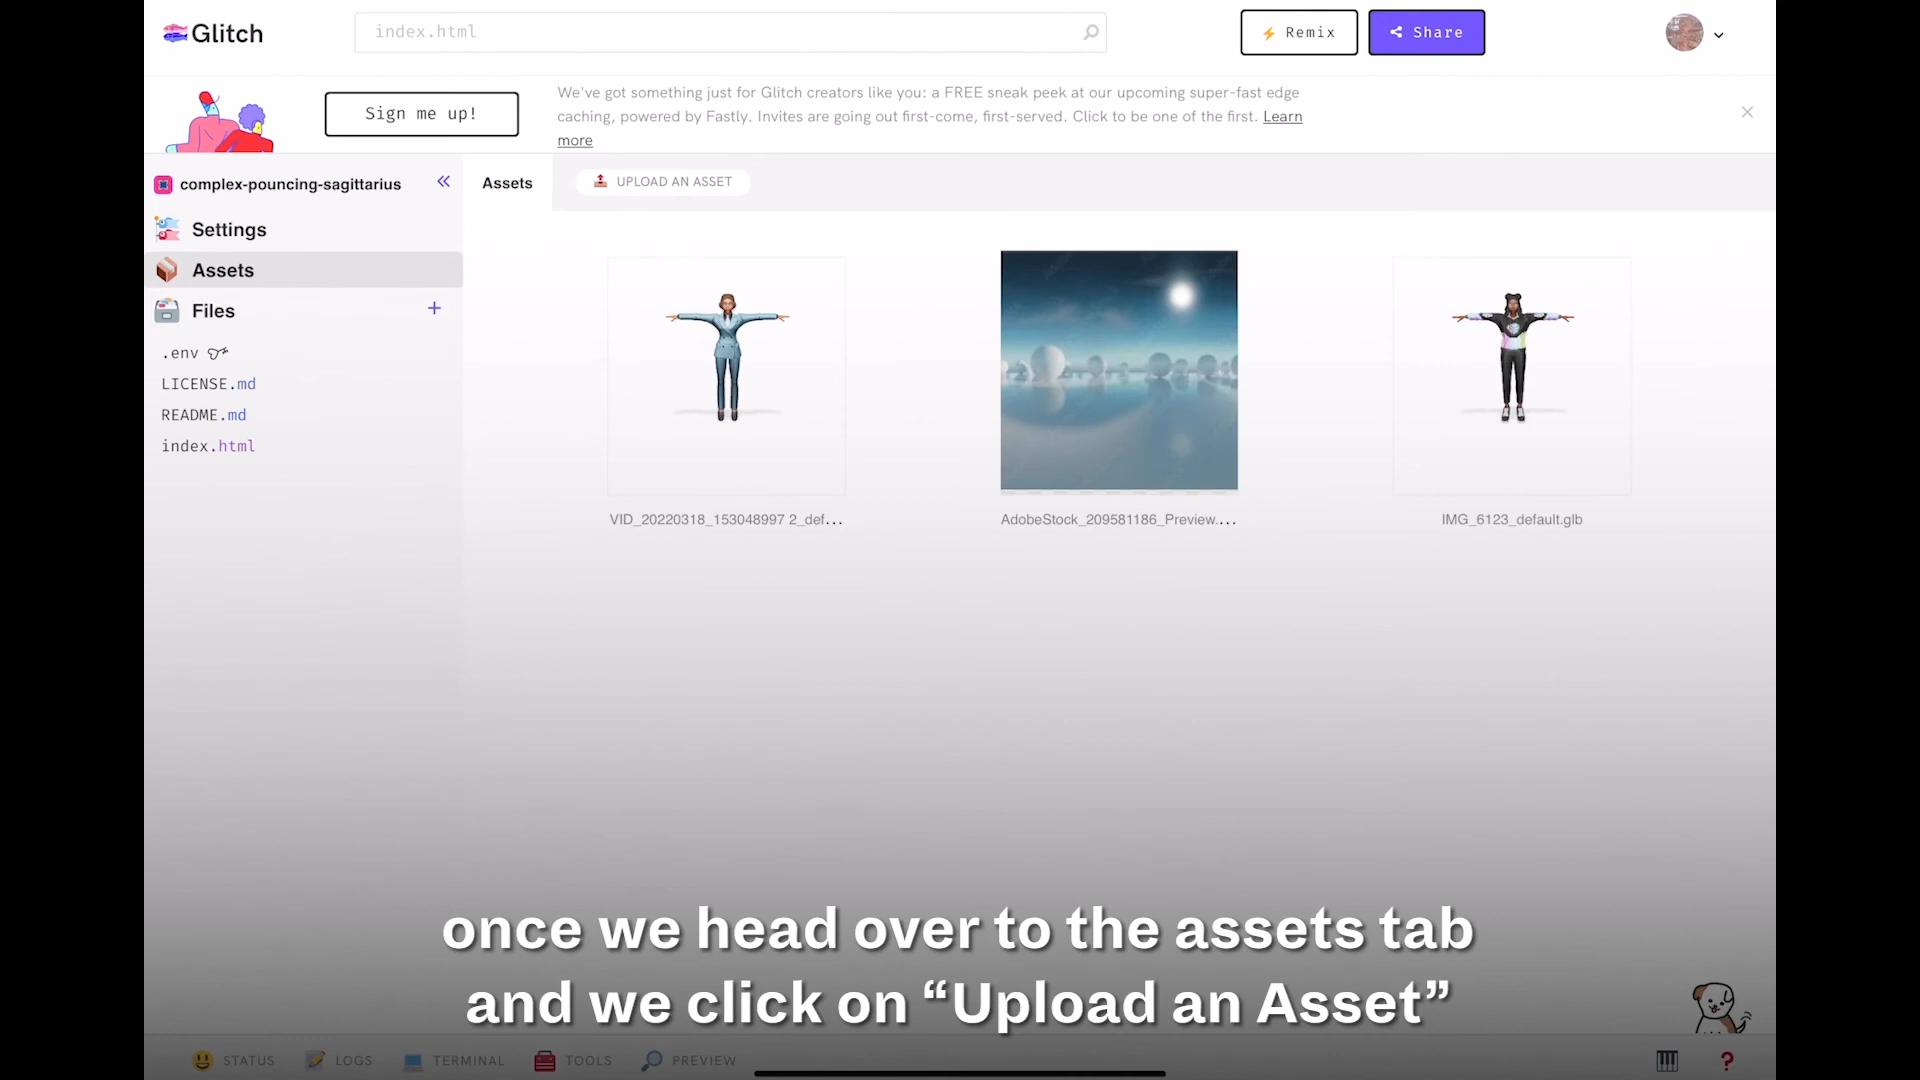 Glitch
index.html
Remix
Share
Sign me up!
We've got something just for Glitch creators like you: a FREE sneak peek at our upcoming super-fast edge
caching, powered by Fastly. Invites are going out first-come, first-served. Click to be one of the first. Learn
more
complex-pouncing-sagittarius
Assets
UPLOAD AN ASSET
Settings
Assets
Files
.env
LICENSE.md
README.md
index.html
VID_20220318_153048997 2_def...
AdobeStock_209581186_Preview....
IMG_6123_default.glb
once we head over to the assets tab
and we click on “Upload an Asset”
STATUS
LOGS
TERMINAL
TOOLS
PREVIEW
?